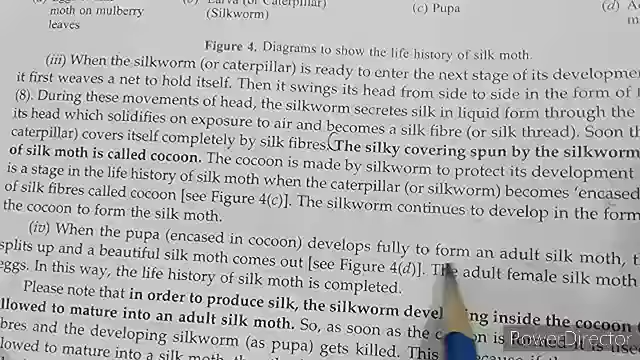 moth on mulberry
leaves
(Silkworm)
(c) Pupa
(d)
Figure 4. Diagrams to show the life history of silk moth.
(iii) When the silkworm (or caterpillar) is ready to enter the next stage of its developme
it first weaves a net to hold itself. Then it swings its head from side to side in the form of
(8). During these movements of head, the silkworm secretes silk in liquid form through the
its head which solidifies on exposure to air and becomes a silk fibre (or silk thread). Soon th
caterpillar) covers itself completely by silk fibres. The silky covering spun by the silkworm
of silk moth is called cocoon. The cocoon is made by silkworm to protect its development
is a stage in the life history of silk moth when the caterpillar (or silkworm) becomes 'encased
of silk fibres called cocoon [see Figure 4(c)]. The silkworm continues to develop in the form
the cocoon to form the silk moth.
(iv) When the pupa (encased in cocoon) develops fully to form an adult silk moth, t
splits up and a beautiful silk moth comes out [see Figure 4(d)]. The adult female silk moth
eggs. In this way, the life history of silk moth is completed.
Please note that in order to produce silk, the silkworm devel ing inside the cocoon
llowed to mature into an adult silk moth. So, as soon as the c n is
bres and the developing silkworm (as pupa) gets killed. This
lowed to mature into a silk moth
PowerDirector